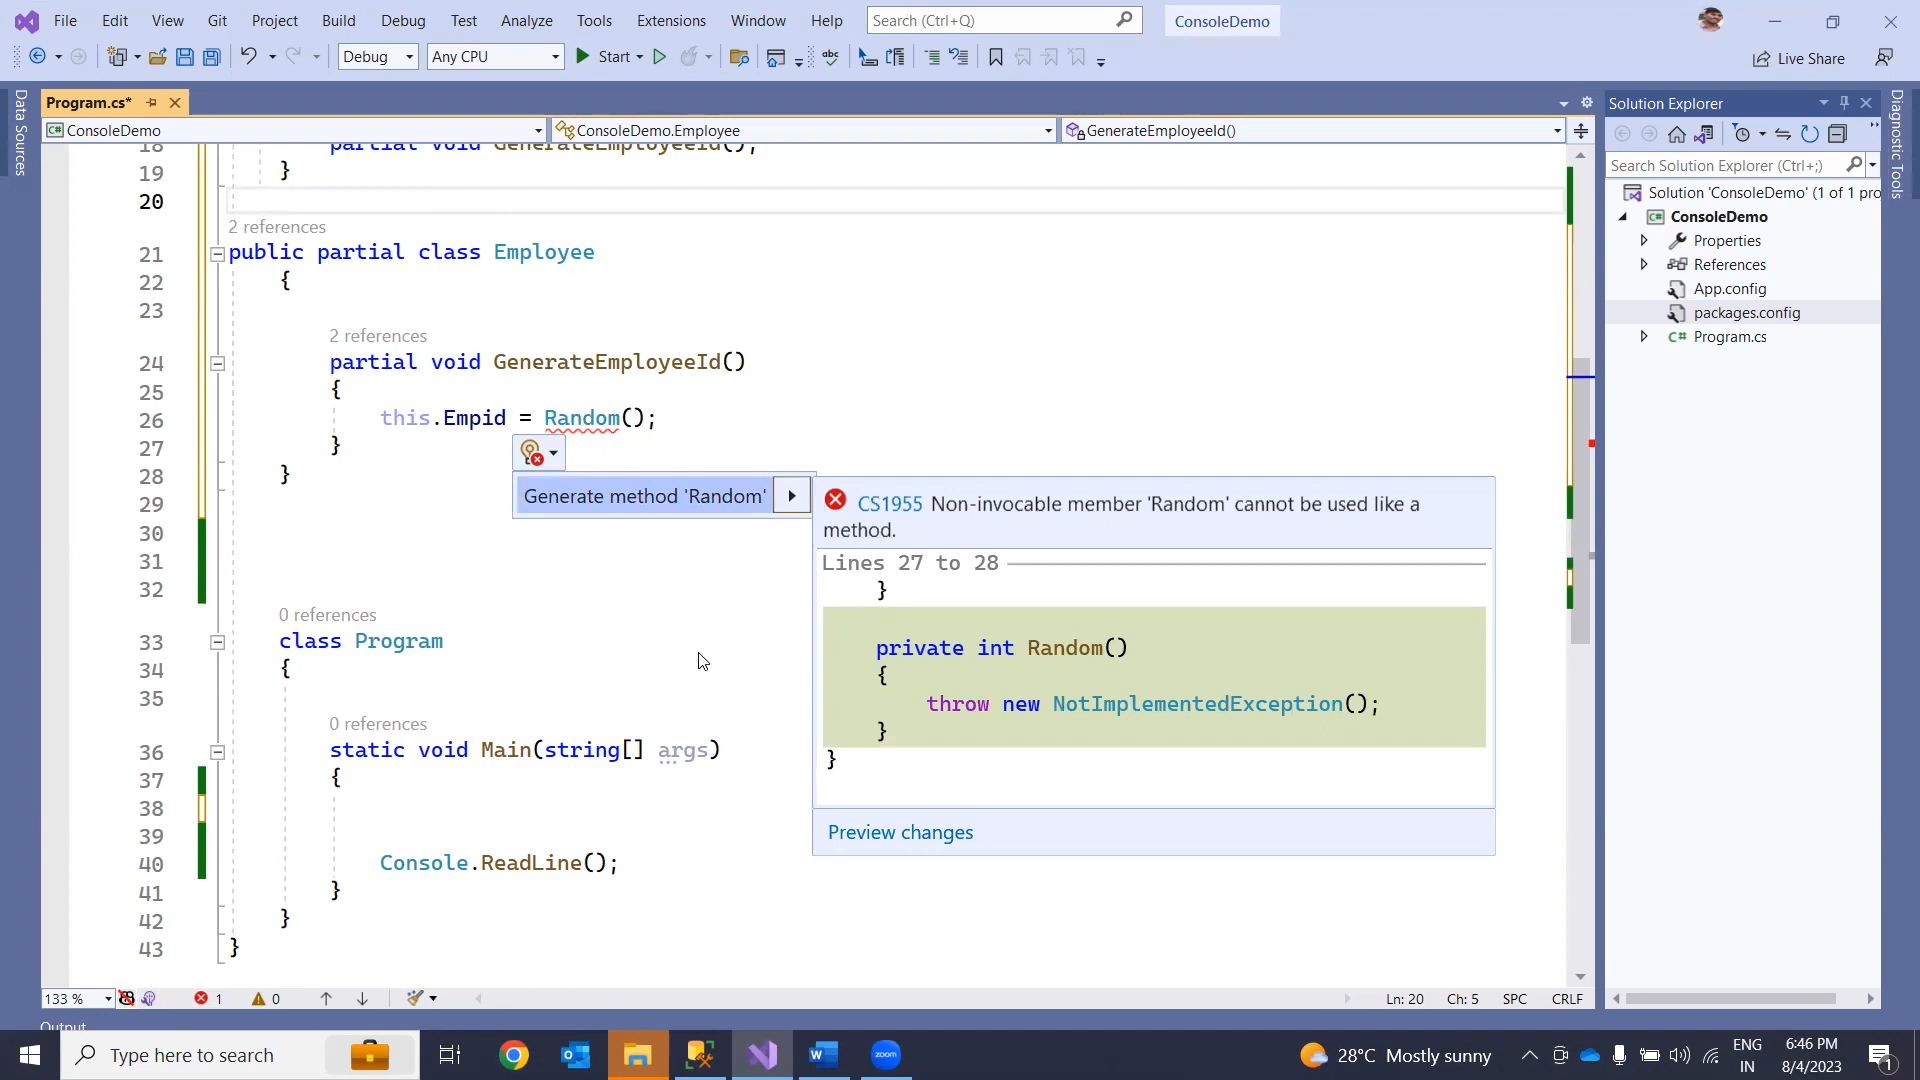 File Edit View Git Project Build Debug Test Analyze Tools Extensions Window Help Search (Ctrl+Q) ConsoleDemo
Debug Any CPU Start abc Live Share
Data Sources
Program.cs*
ConsoleDemo ConsoleDemo.Employee GenerateEmployeeId()
18 partial void GenerateEmployeeId();
19 }
20
2 references
21 public partial class Employee
22 {
23
2 references
24 partial void GenerateEmployeeId()
25 {
26 this.Empid = Random();
27 }
28 }
29
30
31
32
0 references
33 class Program
34 {
35
0 references
36 static void Main(string[] args)
37 {
38
39
40 Console.ReadLine();
41 }
42 }
43 }
Generate method 'Random'
CS1955 Non-invocable member 'Random' cannot be used like a
method.
Lines 27 to 28
}
private int Random()
{
throw new NotImplementedException();
}
}
Preview changes
Solution Explorer
Search Solution Explorer (Ctrl+;)
Solution 'ConsoleDemo' (1 of 1 pro
C# ConsoleDemo
Properties
References
App.config
packages.config
C# Program.cs
Diagnostic Tools
133 % 1 0 Ln: 20 Ch: 5 SPC CRLF
Output
Type here to search
zoom
28°C Mostly sunny
ENG
IN
6:46 PM
8/4/2023
1